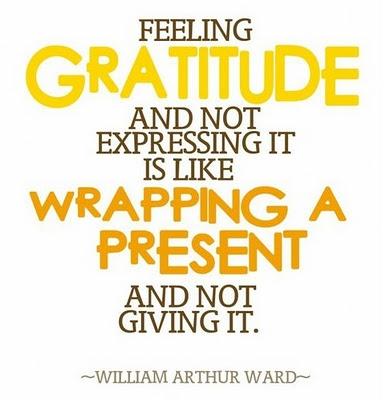 FEELING
GRATITUDE
AND NOT
EXPRESSING IT
IS LIKE
WRAPPING A
PRESENT
AND NOT
GIVING IT.
~WILLIAM ARTHUR WARD~